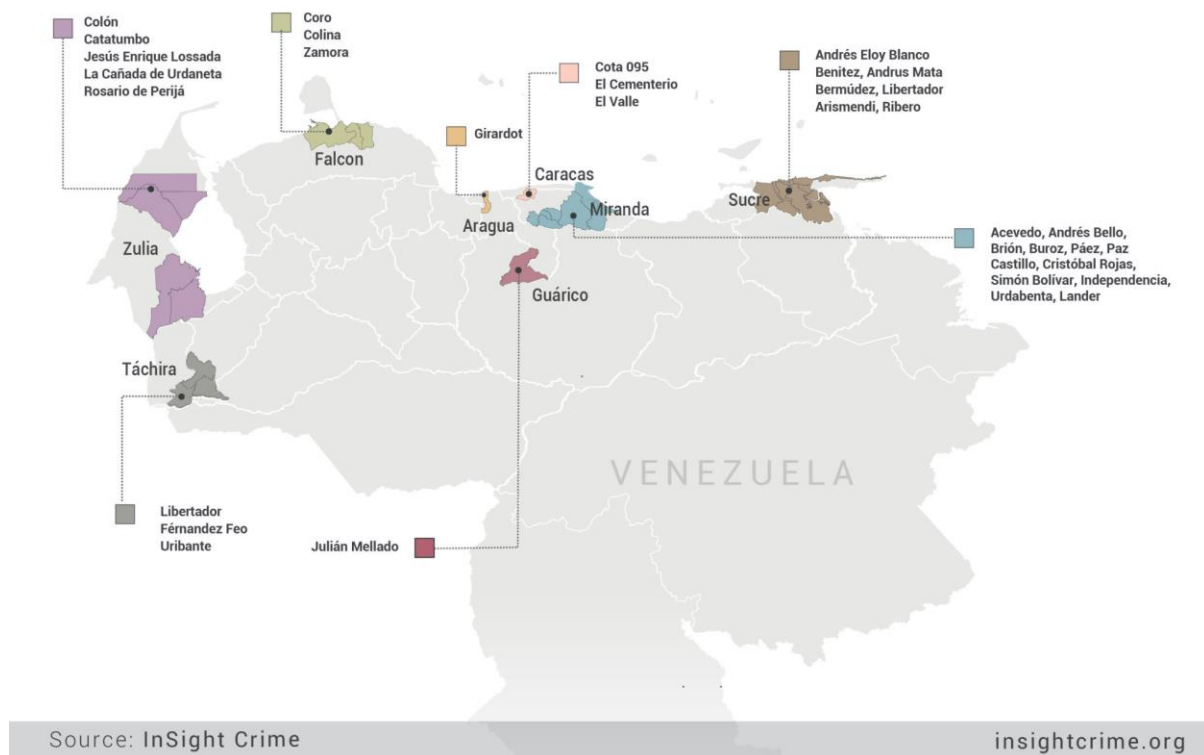 Colón
Catatumbo
Jesús Enrique Lossada
La Cañada de Urdaneta
Rosario de Perijá
Coro
Colina
Zamora
Cota 095
El Cementerio
El Valle
Andrés Eloy Blanco
Benitez, Andrus Mata
Bermúdez, Libertador
Arismendi, Ribero
Girardot
Falcon
Caracas
Aragua
Miranda
Sucre
Acevedo, Andrés Bello,
Brión, Buroz, Páez, Paz
Castillo, Cristóbal Rojas,
Simón Bolívar, Independencia,
Urdabenta, Lander
Zulia
Guárico
Táchira
VENEZUELA
Libertador
Férnandez Feo
Uribante
Julián Mellado
Source: InSight Crime
insightcrime.org